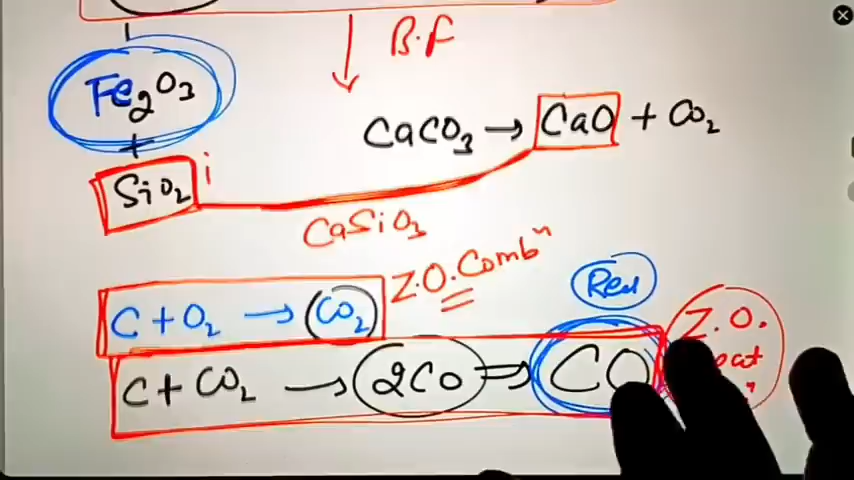 B.F
Fe₂O₃
CaCO₃ → CaO + CO₂
+
SiO₂ i
CaSiO₃
Z.O. Combⁿ
C + O₂ → CO₂
Red
Z.O.
C + CO₂ → 2CO ⇒ CO